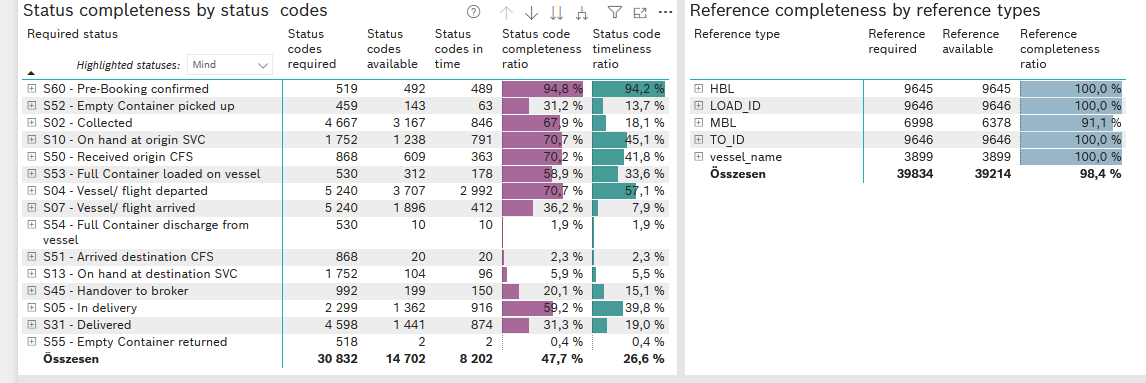 Status completeness by status codes
Required status
Status codes required
Status codes available
Status codes in time
Status code completeness ratio
Status code timeliness ratio
Highlighted statuses: Mind
S60 - Pre-Booking confirmed 519 492 489 94,8 % 94,2 %
S52 - Empty Container picked up 459 143 63 31,2 % 13,7 %
S02 - Collected 4 667 3 167 846 67,9 % 18,1 %
S10 - On hand at origin SVC 1 752 1 238 791 70,7 % 45,1 %
S50 - Received origin CFS 868 609 363 70,2 % 41,8 %
S53 - Full Container loaded on vessel 530 312 178 58,9 % 33,6 %
S04 - Vessel/ flight departed 5 240 3 707 2 992 70,7 % 57,1 %
S07 - Vessel/ flight arrived 5 240 1 896 412 36,2 % 7,9 %
S54 - Full Container discharge from vessel 530 10 10 1,9 % 1,9 %
S51 - Arrived destination CFS 868 20 20 2,3 % 2,3 %
S13 - On hand at destination SVC 1 752 104 96 5,9 % 5,5 %
S45 - Handover to broker 992 199 150 20,1 % 15,1 %
S05 - In delivery 2 299 1 362 916 59,2 % 39,8 %
S31 - Delivered 4 598 1 441 874 31,3 % 19,0 %
S55 - Empty Container returned 518 2 2 0,4 % 0,4 %
Összesen 30 832 14 702 8 202 47,7 % 26,6 %
Reference completeness by reference types
Reference type
Reference required
Reference available
Reference completeness ratio
HBL 9645 9645 100,0 %
LOAD_ID 9646 9646 100,0 %
MBL 6998 6378 91,1 %
TO_ID 9646 9646 100,0 %
vessel_name 3899 3899 100,0 %
Összesen 39834 39214 98,4 %